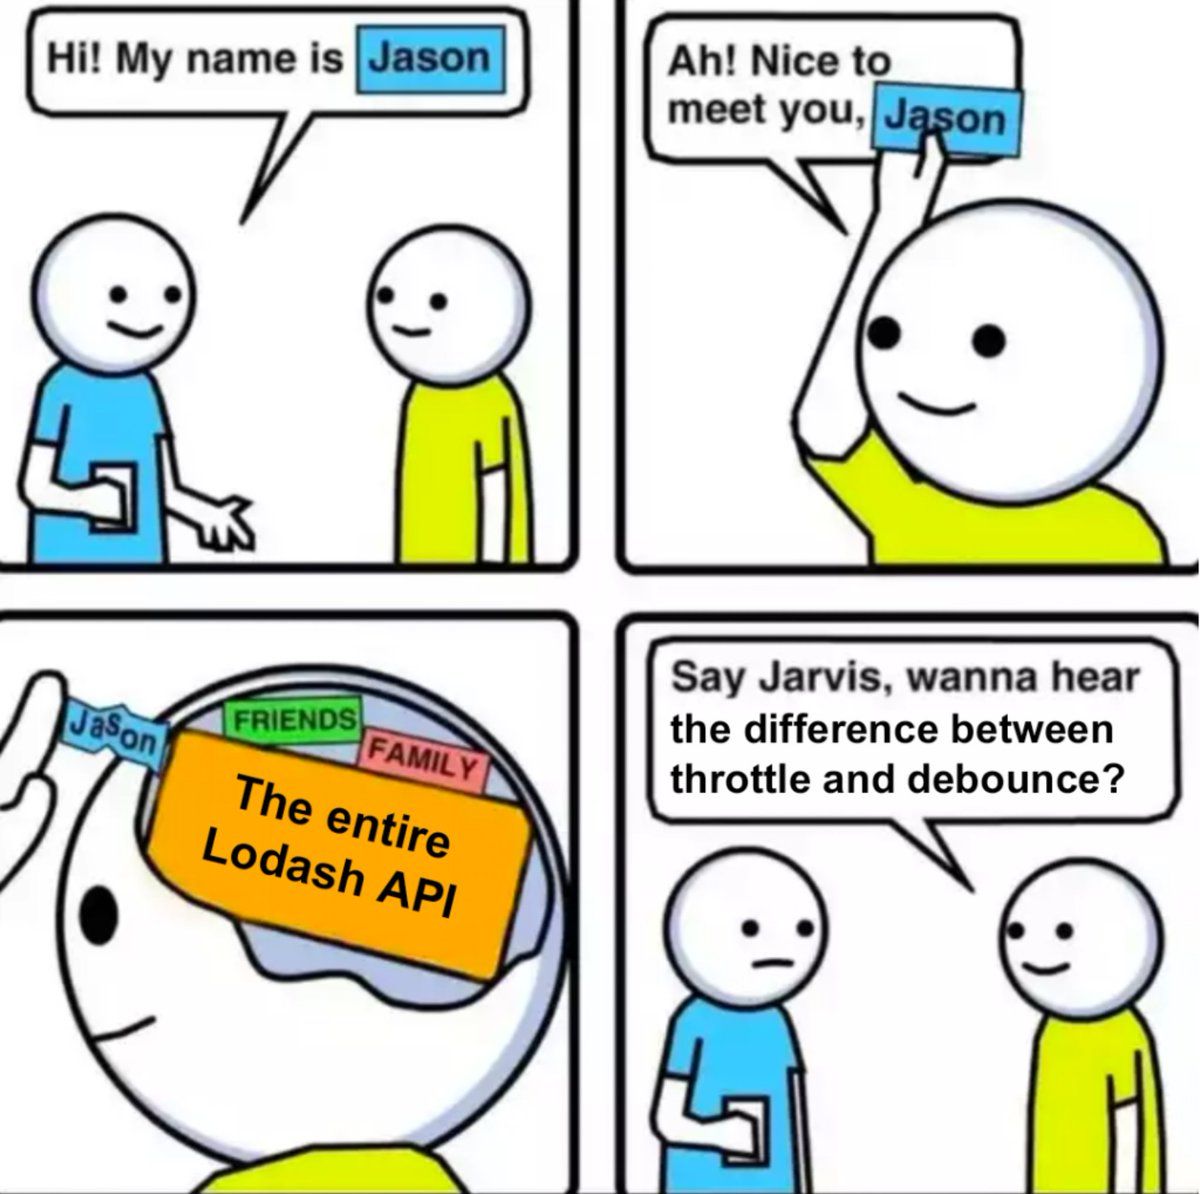 Hi! My name is Jason
Ah! Nice to
meet you, Jason
Jason
FRIENDS
FAMILY
The entire
Lodash API
Say Jarvis, wanna hear
the difference between
throttle and debounce?